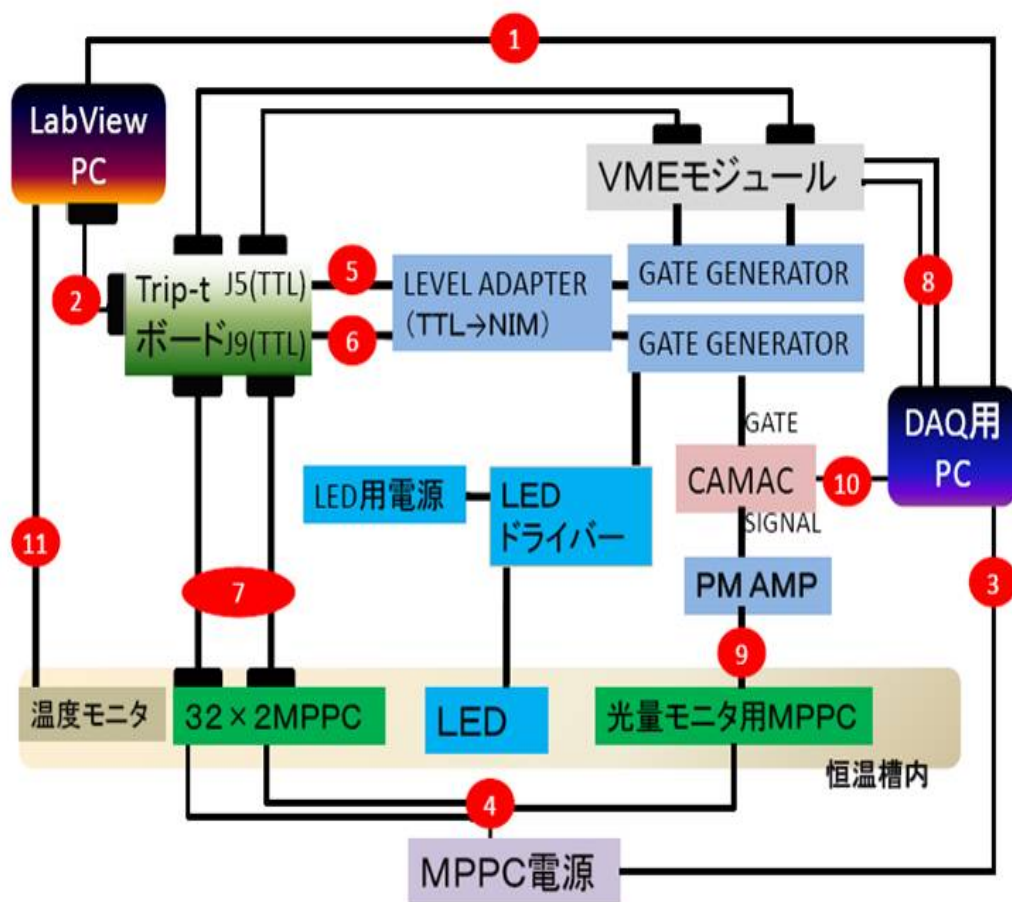 1
LabView
PC
VMEモジュール
8
2
Trip-t
ボード
J5(TTL)
J9(TTL)
5
6
LEVEL ADAPTER
(TTL→NIM)
GATE GENERATOR
GATE GENERATOR
DAQ用
PC
GATE
CAMAC
10
SIGNAL
LED用電源
LED
ドライバー
11
7
PM AMP
3
9
温度モニタ
32×2MPPC
LED
光量モニタ用MPPC
恒温槽内
4
MPPC電源